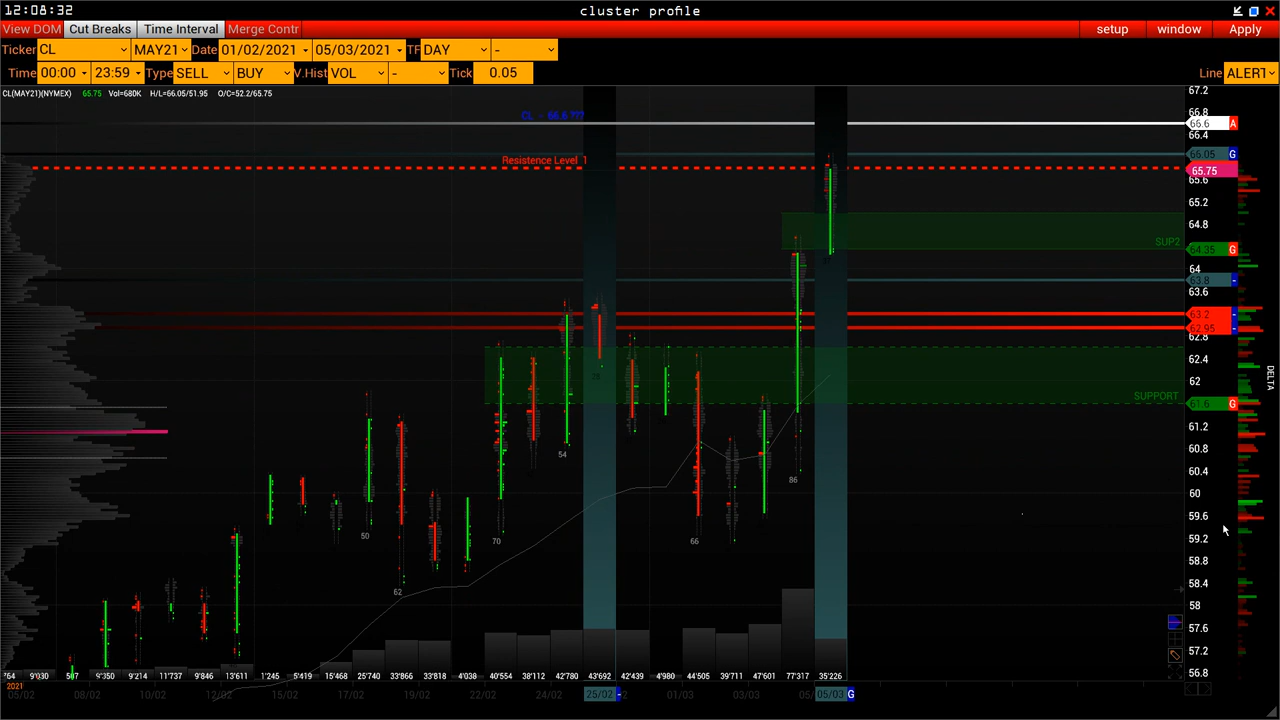 12:08:32 cluster profile
View DOM Cut Breaks Time Interval Merge Contr setup window Apply
Ticker CL MAY21 Date 01/02/2021 05/03/2021 TF DAY -
Time 00:00 23:59 Type SELL BUY V.Hist VOL - Tick 0.05 Line ALERT
CL(MAY21)(NYMEX) 65.75 Vol=680K H/L=66.05/51.95 O/C=52.2/65.75
67.2
66.8
CL - 66.6 ???
66.6 A
66.4
66.05 G
Resistence Level 1
65.75
65.6
65.2
64.8
SUP2
64.35 G
64
63.8 -
63.6
63.2 -
62.95 -
62.8
62.4
62
SUPPORT
61.6 G
61.2
60.8
60.4
60
59.6
59.2
58.8
58.4
58
57.6
57.2
56.8
DELTA
54
86
50
70
66
62
9'030 507 9'350 9'214 11'737 9'846 13'611 1'245 5'419 15'468 25'740 33'866 33'818 4'038 40'554 38'112 42'780 43'692 42'439 4'980 44'505 39'711 47'601 77'317 35'226
2021
05/02 08/02 10/02 12/02 15/02 17/02 19/02 22/02 24/02 25/02 - 01/03 03/03 05/03 G